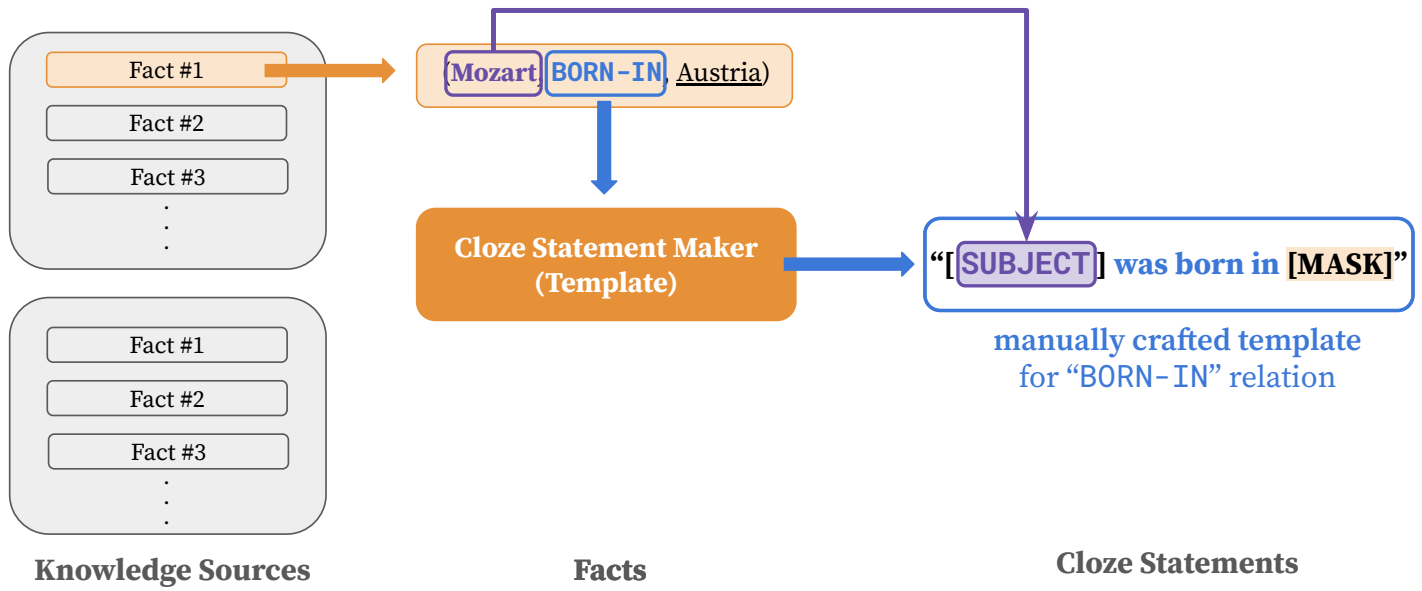 Fact #1
Fact #2
Fact #3
.
.
.
Fact #1
Fact #2
Fact #3
.
.
.
Knowledge Sources
(Mozart, BORN-IN, Austria)
Cloze Statement Maker
(Template)
Facts
“[SUBJECT] was born in [MASK]”
manually crafted template
for “BORN-IN” relation
Cloze Statements